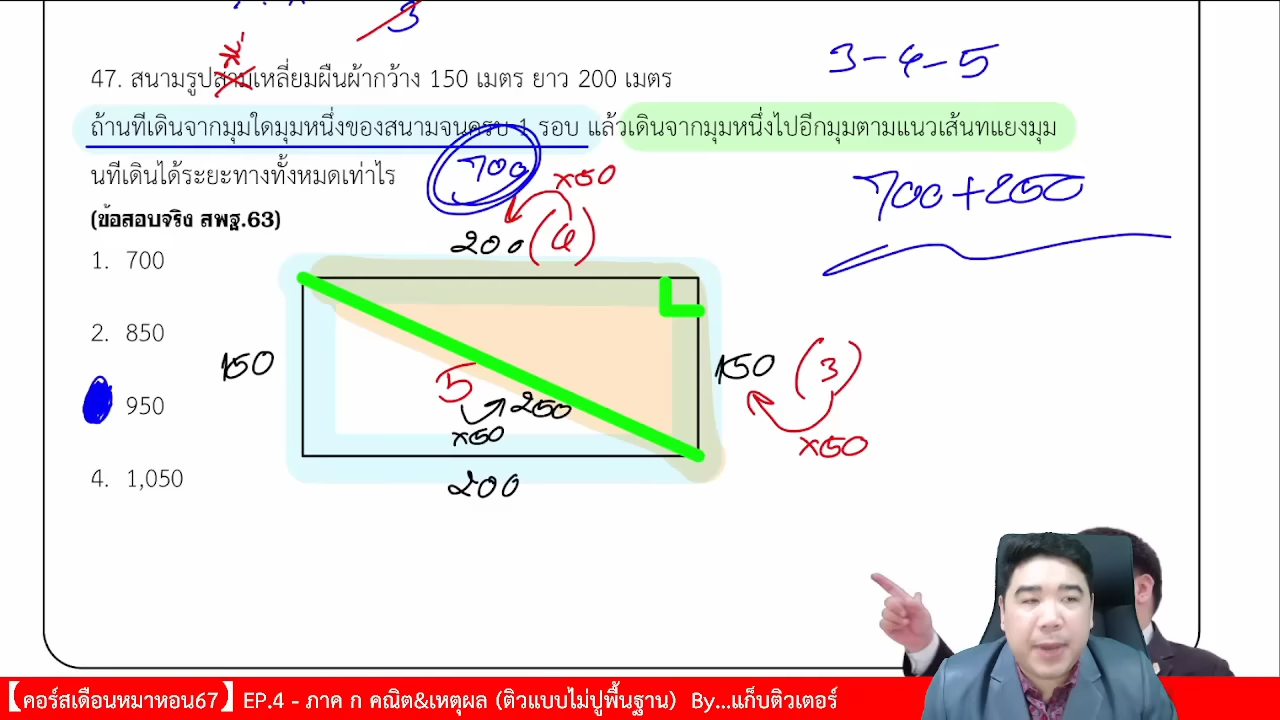 3
3-4-5
สี่
47. สนามรูปสามเหลี่ยมผืนผ้ากว้าง 150 เมตร ยาว 200 เมตร
ถ้านทีเดินจากมุมใดมุมหนึ่งของสนามจนครบ 1 รอบ แล้วเดินจากมุมหนึ่งไปอีกมุมตามแนวเส้นทแยงมุม
นทีเดินได้ระยะทางทั้งหมดเท่าไร
700
×50
700+250
(ข้อสอบจริง สพฐ.63)
200 (4)
1. 700
2. 850
150
5
250
×50
150 (3)
×50
950
4. 1,050
200
【คอร์สเดือนหมาหอน67】 EP.4 - ภาค ก คณิต&เหตุผล (ติวแบบไม่ปูพื้นฐาน) By...แก็บติวเตอร์